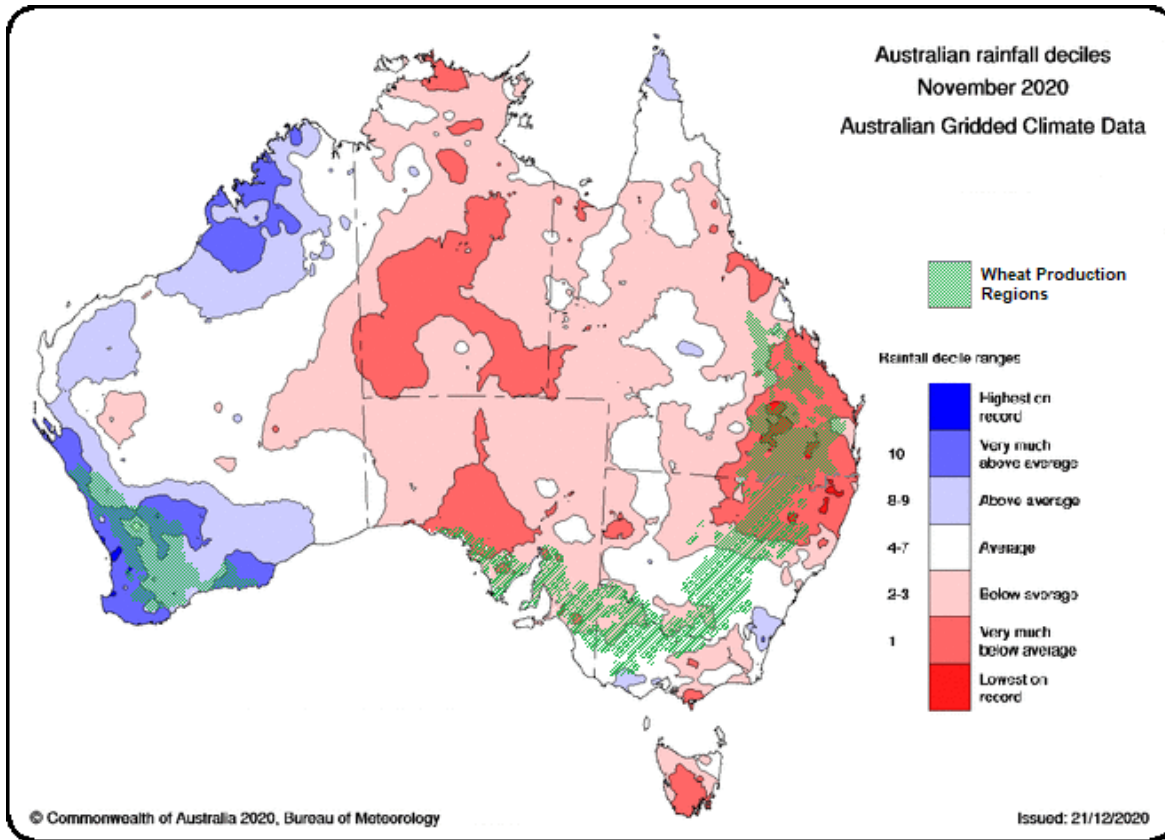 Australian rainfall deciles
November 2020
Australian Gridded Climate Data
Wheat Production
Regions
Rainfall decile ranges
Highest on
record
10
Very much
above average
8-9
Above average
4-7
Average
2-3
Below average
1
Very much
below average
Lowest on
record
© Commonwealth of Australia 2020, Bureau of Meteorology
Issued: 21/12/2020